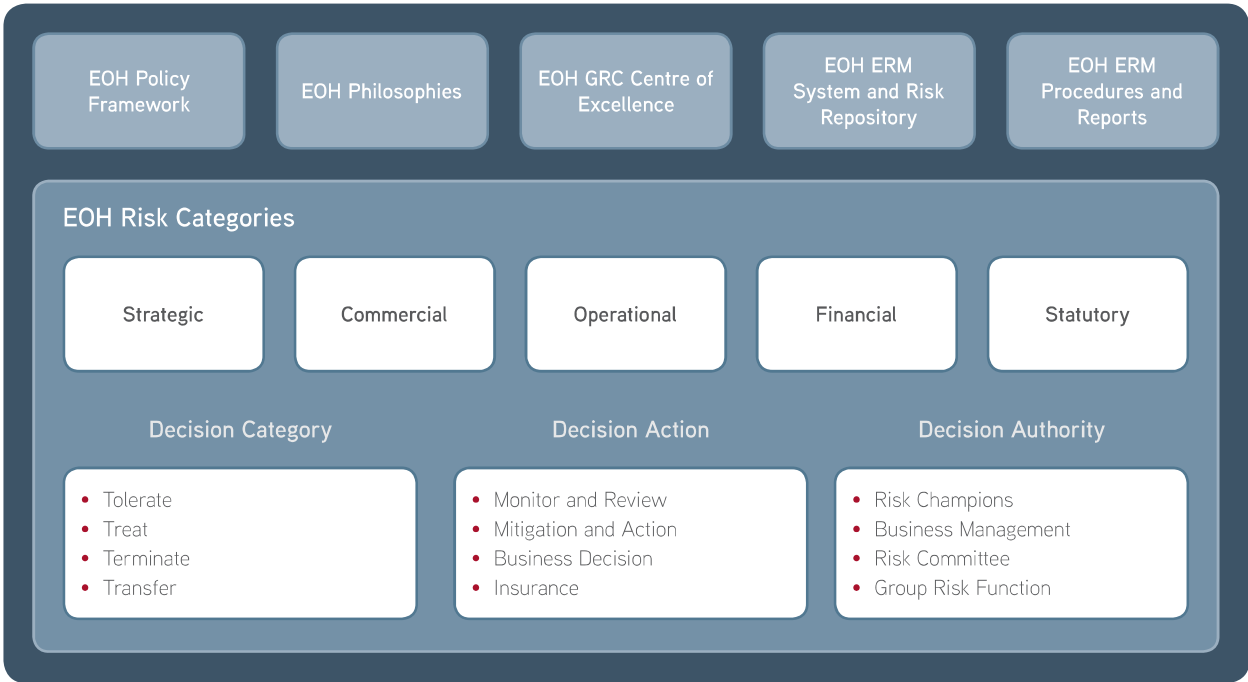 EOH Policy
Framework
EOH Philosophies
EOH GRC Centre of
Excellence
EOH ERM
System and Risk
Repository
EOH ERM
Procedures and
Reports
EOH Risk Categories
Strategic
Commercial
Operational
Financial
Statutory
Decision Category
• Tolerate
• Treat
• Terminate
• Transfer
Decision Action
• Monitor and Review
• Mitigation and Action
• Business Decision
• Insurance
Decision Authority
• Risk Champions
• Business Management
• Risk Committee
• Group Risk Function